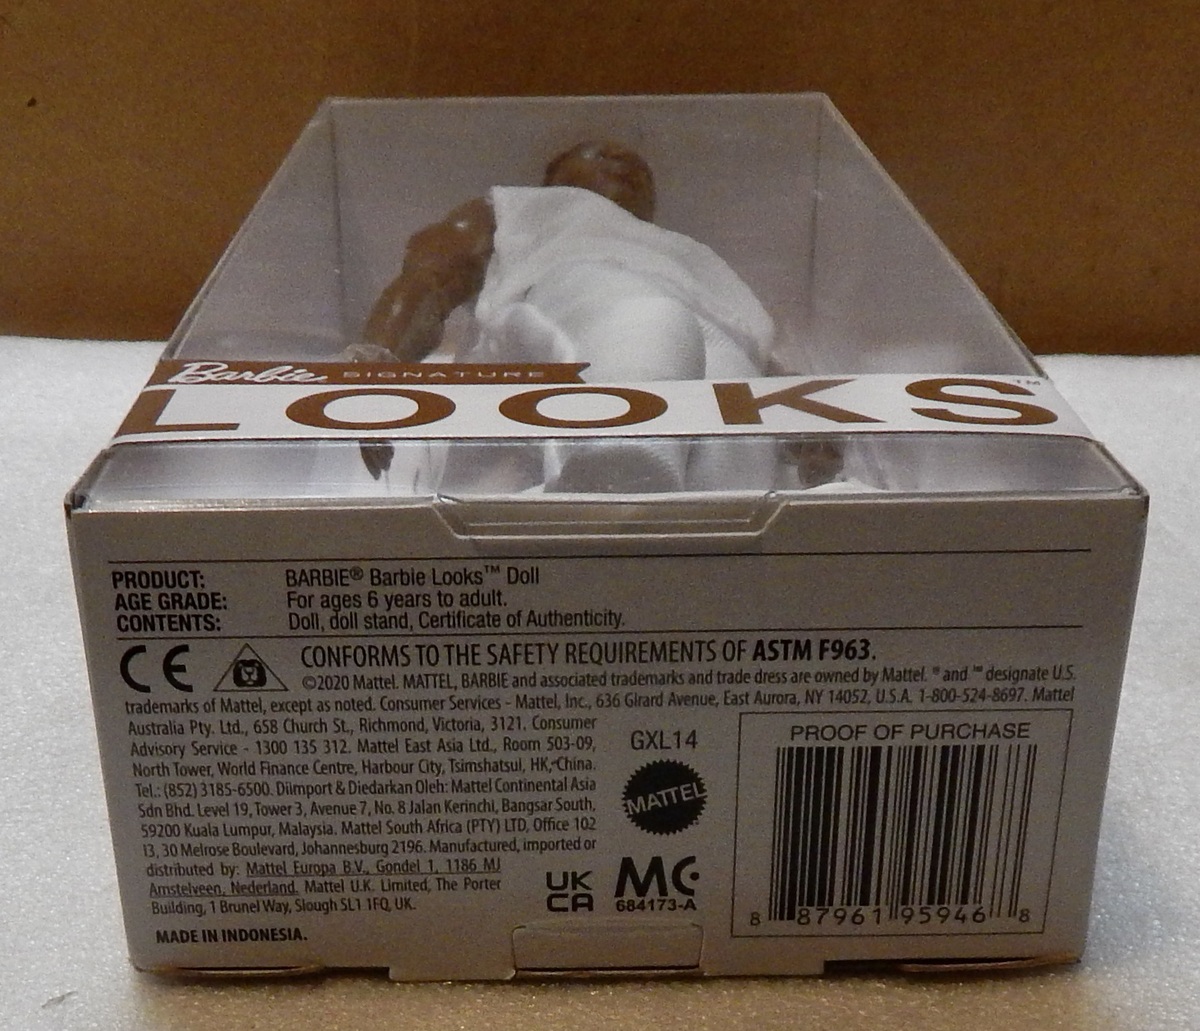 Barbie SIGNATURE
LOOKS™
PRODUCT: BARBIE® Barbie Looks™ Doll
AGE GRADE: For ages 6 years to adult.
CONTENTS: Doll, doll stand, Certificate of Authenticity.
CE CONFORMS TO THE SAFETY REQUIREMENTS OF ASTM F963.
©2020 Mattel. MATTEL, BARBIE and associated trademarks and trade dress are owned by Mattel. ® and ™ designate U.S.
trademarks of Mattel, except as noted. Consumer Services - Mattel, Inc., 636 Girard Avenue, East Aurora, NY 14052, U.S.A. 1-800-524-8697. Mattel
Australia Pty. Ltd., 658 Church St., Richmond, Victoria, 3121. Consumer
Advisory Service - 1300 135 312. Mattel East Asia Ltd., Room 503-09,
North Tower, World Finance Centre, Harbour City, Tsimshatsui, HK, China.
Tel.: (852) 3185-6500. Diimport & Diedarkan Oleh: Mattel Continental Asia
Sdn Bhd. Level 19, Tower 3, Avenue 7, No. 8 Jalan Kerinchi, Bangsar South,
59200 Kuala Lumpur, Malaysia. Mattel South Africa (PTY) LTD, Office 102
I3, 30 Melrose Boulevard, Johannesburg 2196. Manufactured, imported or
distributed by: Mattel Europa B.V., Gondel 1, 1186 MJ
Amstelveen, Nederland. Mattel U.K. Limited, The Porter
Building, 1 Brunel Way, Slough SL1 1FQ, UK.
MADE IN INDONESIA.
GXL14
MATTEL
UK
CA
MC
684173-A
PROOF OF PURCHASE
8 87961 95946 8